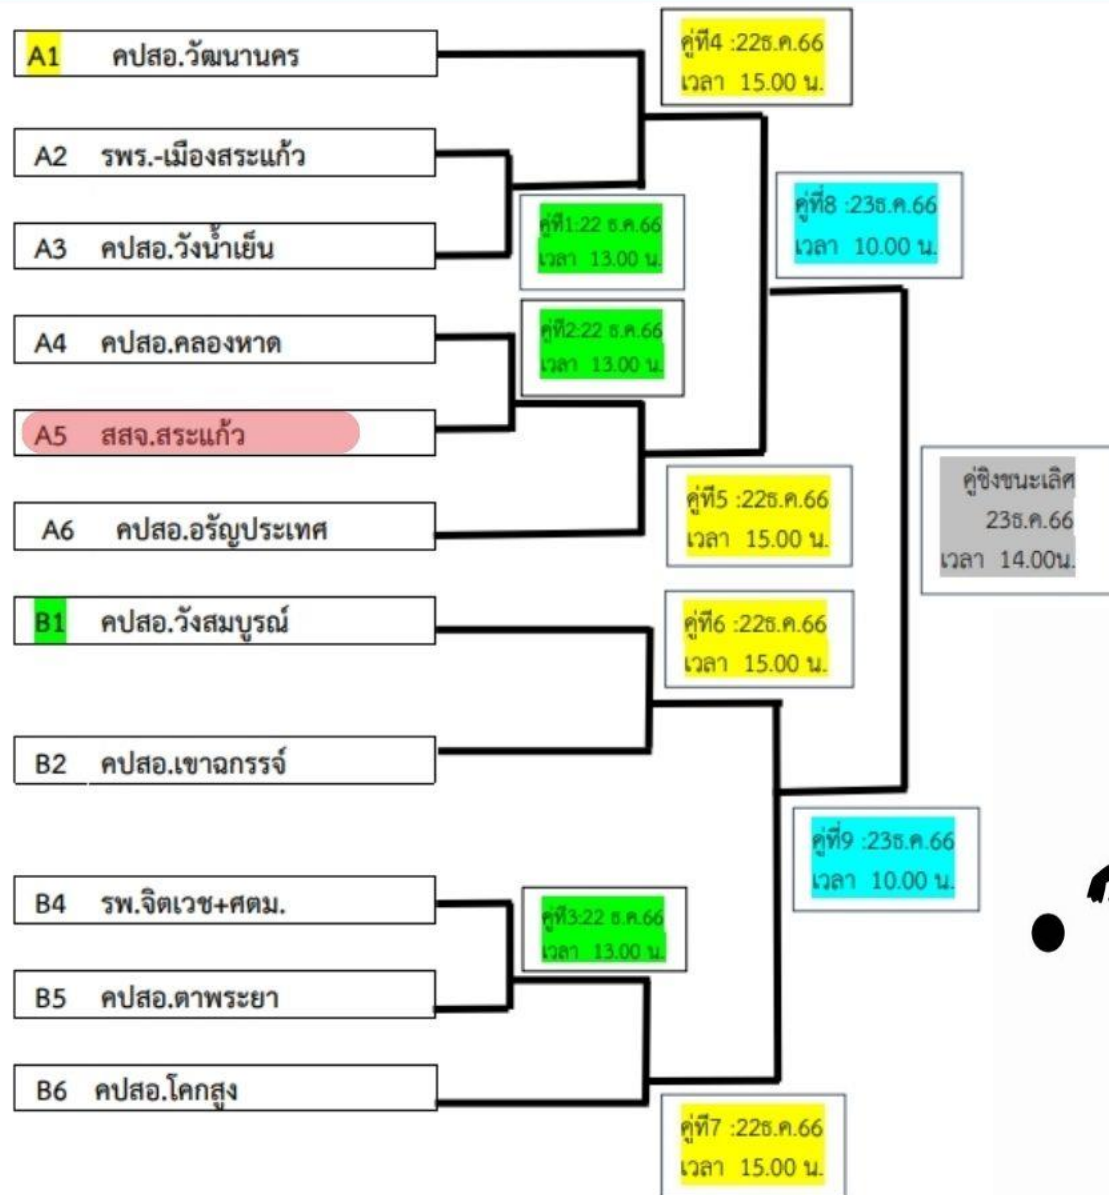 A1 คปสอ.วัฒนานคร
คู่ที่4 :22ธ.ค.66
เวลา 15.00 น.
A2 รพร.-เมืองสระแก้ว
คู่ที่8 :23ธ.ค.66
เวลา 10.00 น.
A3 คปสอ.วังน้ำเย็น
คู่ที่1:22 ธ.ค.66
เวลา 13.00 น.
A4 คปสอ.คลองหาด
คู่ที่2:22 ธ.ค.66
เวลา 13.00 น.
A5 สสจ.สระแก้ว
คู่ชิงชนะเลิศ
23ธ.ค.66
เวลา 14.00น.
A6 คปสอ.อรัญประเทศ
คู่ที่5 :22ธ.ค.66
เวลา 15.00 น.
B1 คปสอ.วังสมบูรณ์
คู่ที่6 :22ธ.ค.66
เวลา 15.00 น.
B2 คปสอ.เขาฉกรรจ์
คู่ที่9 :23ธ.ค.66
เวลา 10.00 น.
B4 รพ.จิตเวช+ศตม.
คู่ที่3:22 ธ.ค.66
เวลา 13.00 น.
B5 คปสอ.ตาพระยา
B6 คปสอ.โคกสูง
คู่ที่7 :22ธ.ค.66
เวลา 15.00 น.